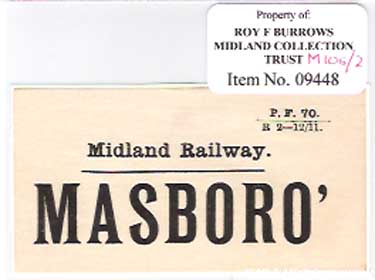 Property of:
ROY F BURROWS
MIDLAND COLLECTION
TRUST M106/2
Item No. 09448
P. F. 70.
R 2—12/11.
Midland Railway.
MASBORO'